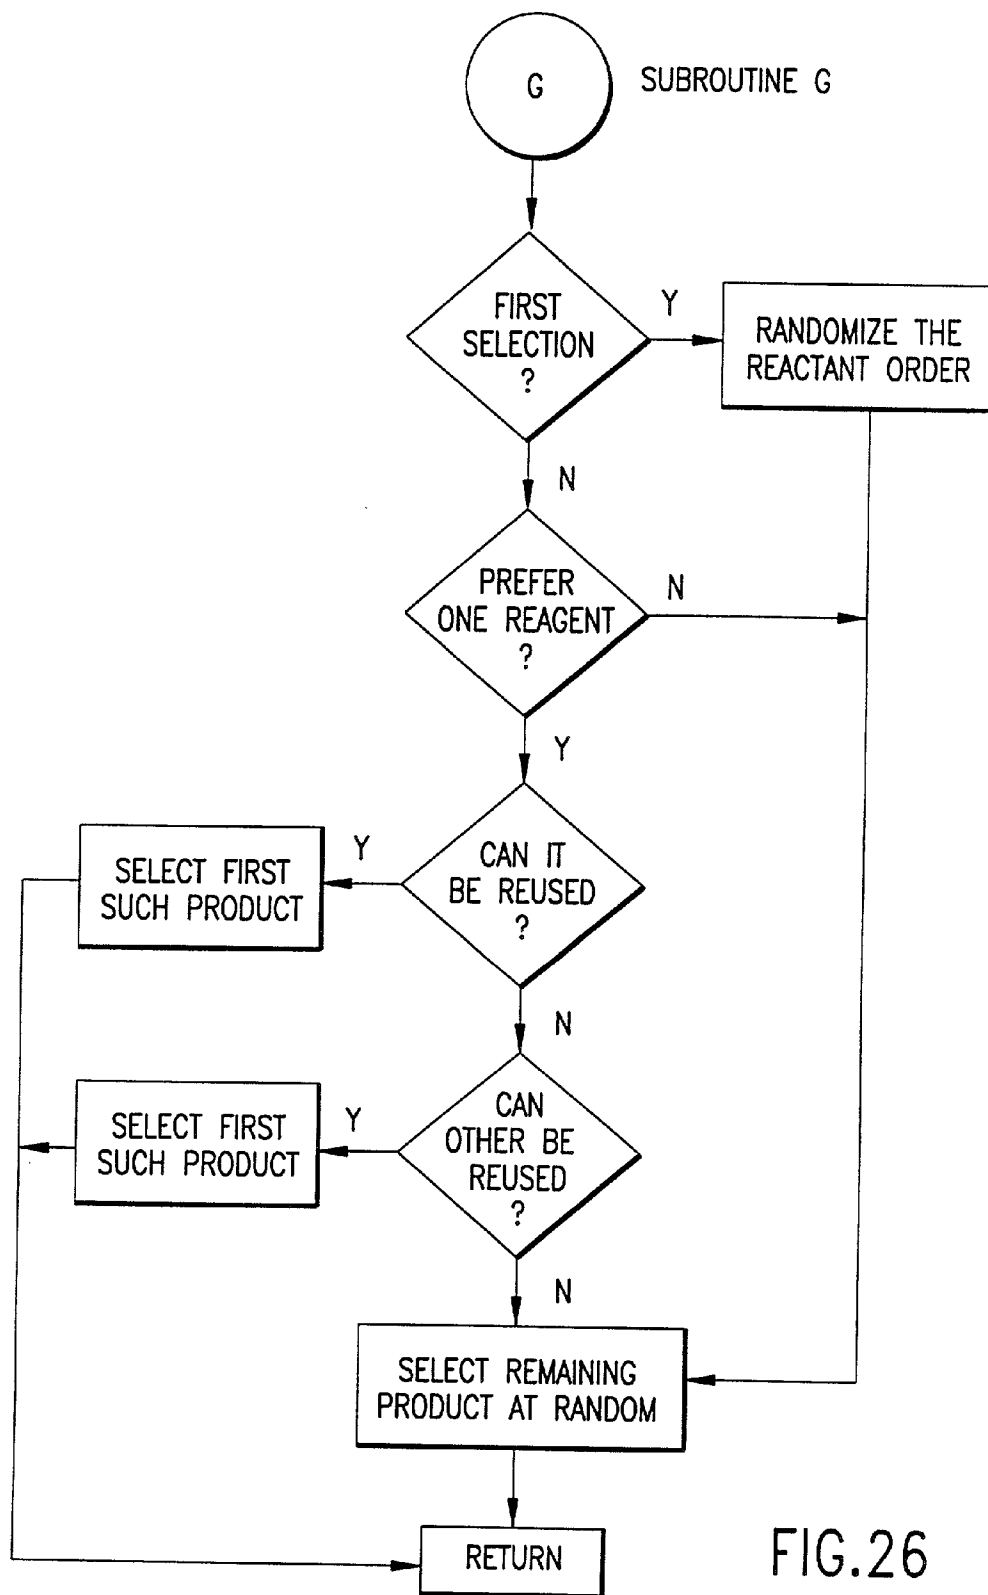 G
SUBROUTINE G
FIRST
SELECTION
?
Y
RANDOMIZE THE
REACTANT ORDER
N
PREFER
ONE REAGENT
?
N
Y
CAN IT
BE REUSED
?
Y
SELECT FIRST
SUCH PRODUCT
N
CAN
OTHER BE
REUSED
?
Y
SELECT FIRST
SUCH PRODUCT
N
SELECT REMAINING
PRODUCT AT RANDOM
RETURN
FIG.26